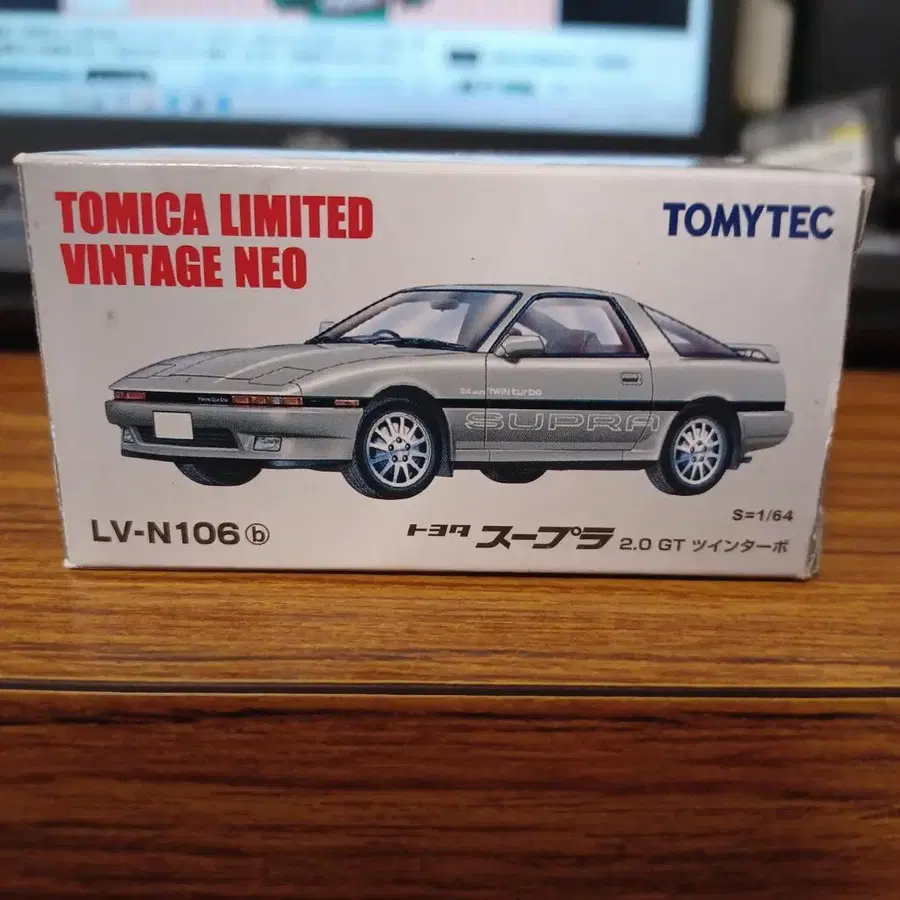 TOMICA LIMITED
VINTAGE NEO
TOMYTEC
TWIN turbo
SUPRA
S=1/64
LV-N106ⓑ
トヨタ スープラ 2.0 GT ツインターボ